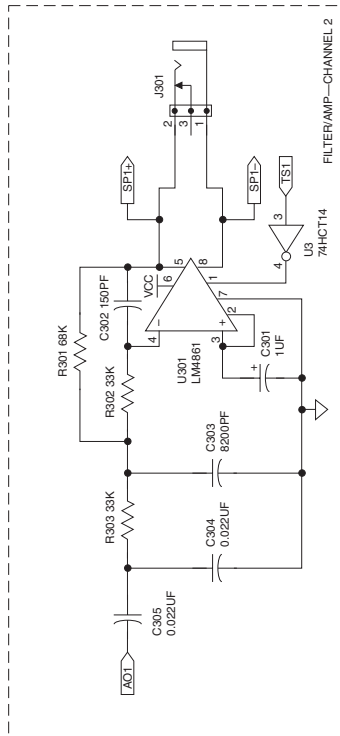 FILTER/AMP—CHANNEL 2
J301
2
3
1
SP1+
SP1–
TS1
3
4
U3
74HCT14
R301 68K
C302 150PF
VCC
6
5
8
1
7
2
4
3
–
+
U301
LM4861
R302 33K
+
C301
1UF
R303 33K
C303
8200PF
C304
0.022UF
C305
0.022UF
AO1